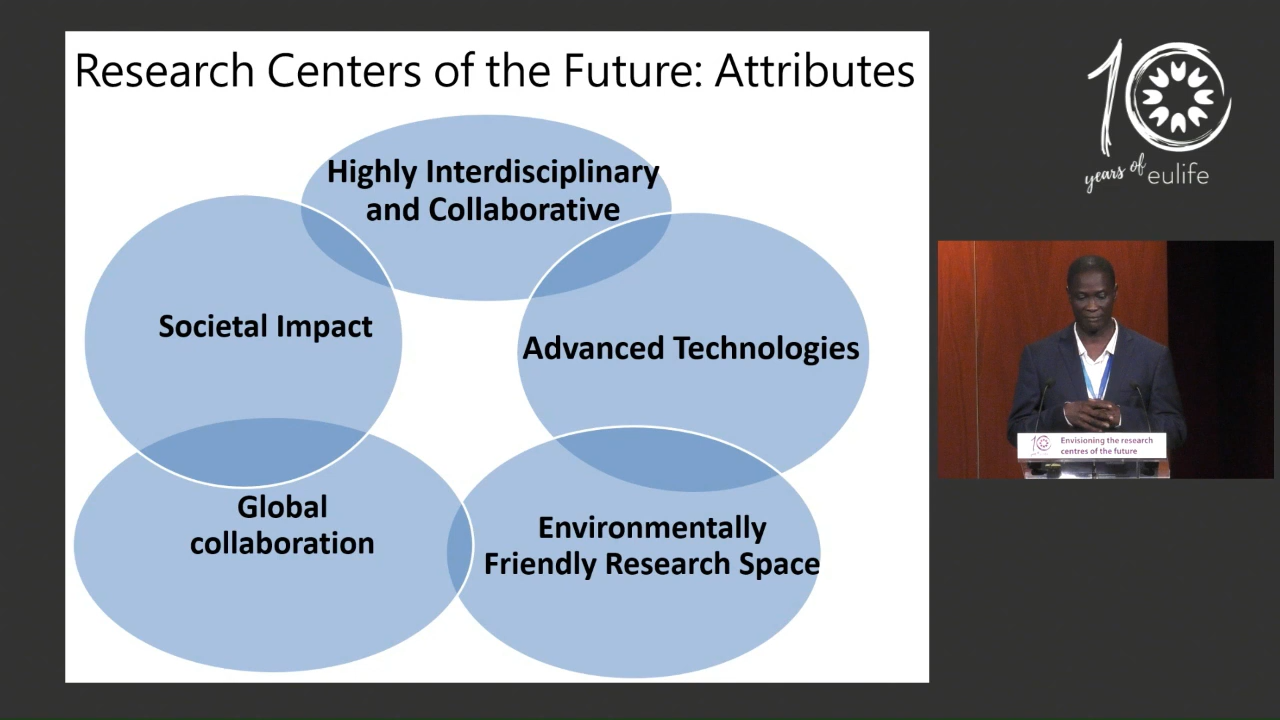 Research Centers of the Future: Attributes
Highly Interdisciplinary
and Collaborative
Societal Impact
Advanced Technologies
Global
collaboration
Environmentally
Friendly Research Space
10
years of eulife
10
Envisioning the research
centres of the future